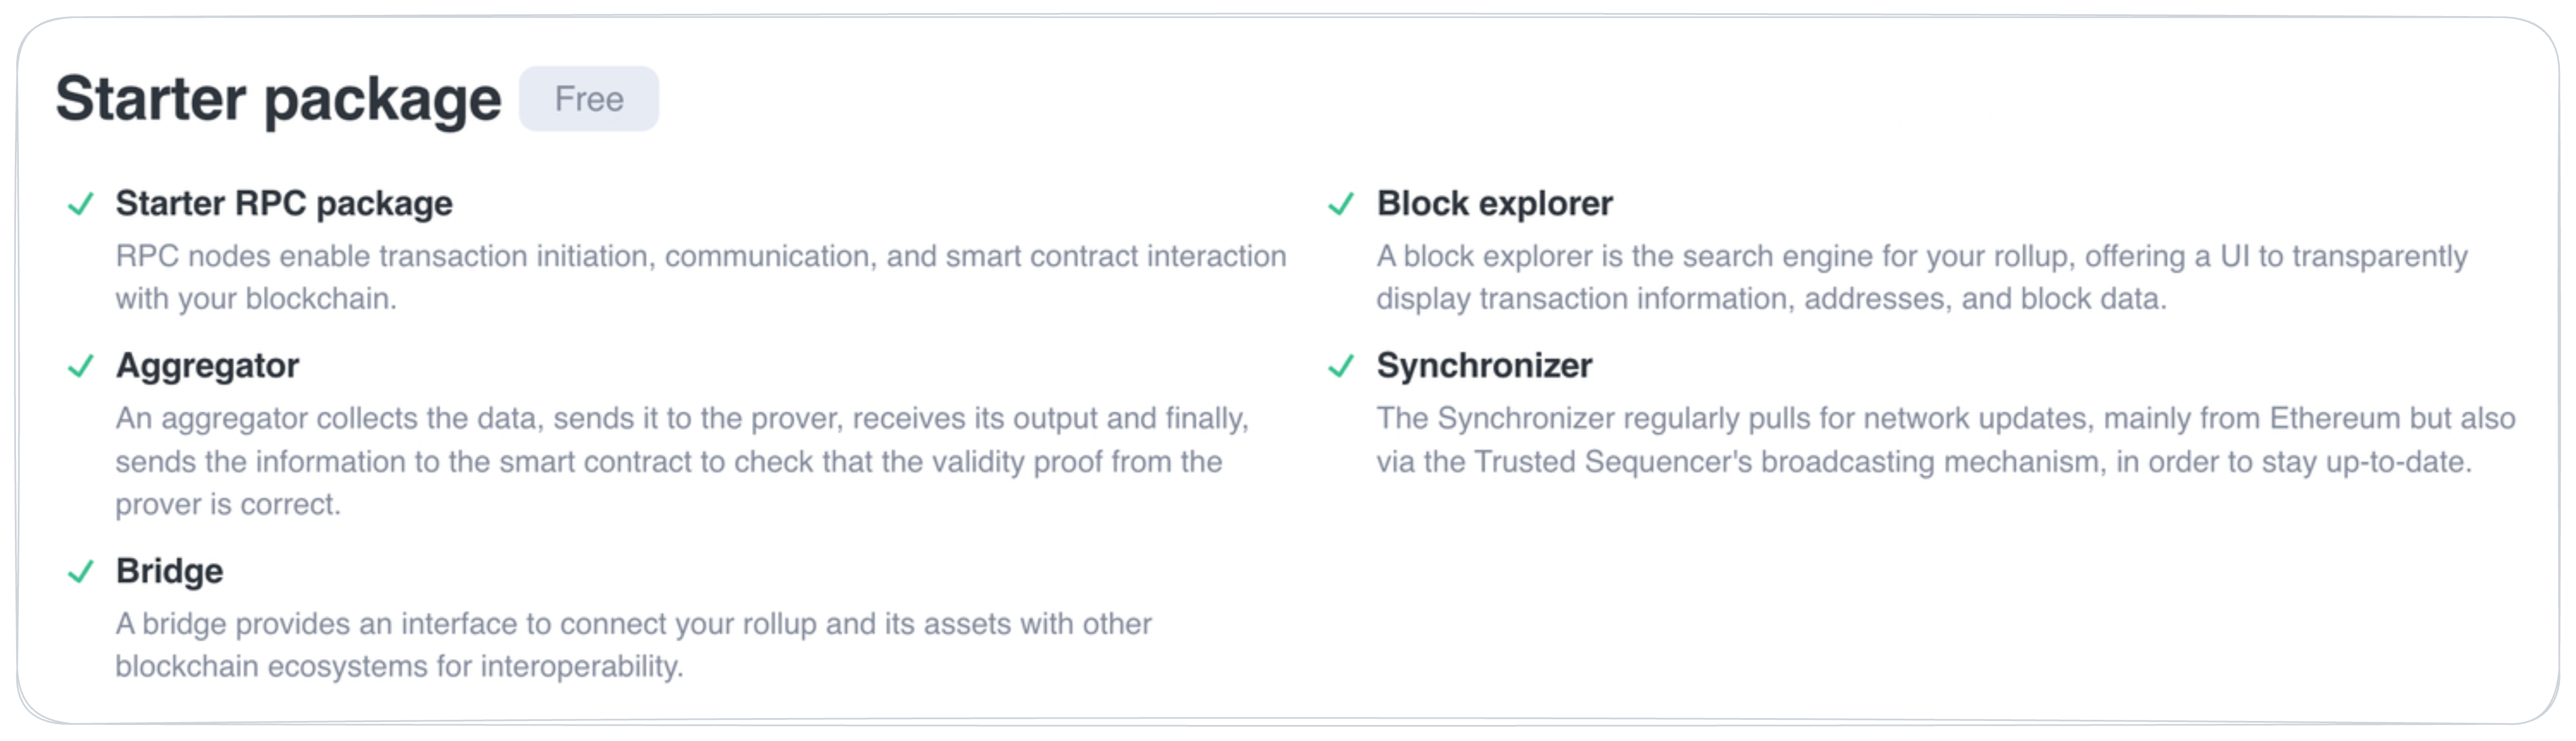 Starter package Free
Starter RPC package
RPC nodes enable transaction initiation, communication, and smart contract interaction
with your blockchain.
Block explorer
A block explorer is the search engine for your rollup, offering a UI to transparently
display transaction information, addresses, and block data.
Aggregator
An aggregator collects the data, sends it to the prover, receives its output and finally,
sends the information to the smart contract to check that the validity proof from the
prover is correct.
Synchronizer
The Synchronizer regularly pulls for network updates, mainly from Ethereum but also
via the Trusted Sequencer's broadcasting mechanism, in order to stay up-to-date.
Bridge
A bridge provides an interface to connect your rollup and its assets with other
blockchain ecosystems for interoperability.